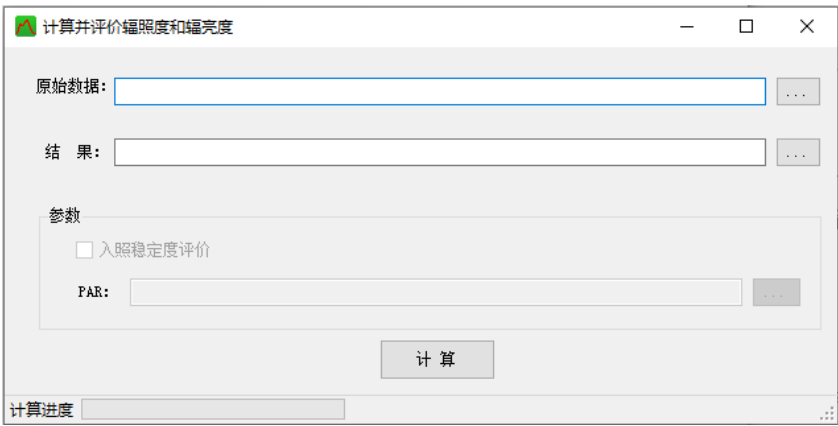 计算并评价辐照度和辐亮度
原始数据:
...
结 果:
...
参数
入照稳定度评价
PAR:
...
计 算
计算进度